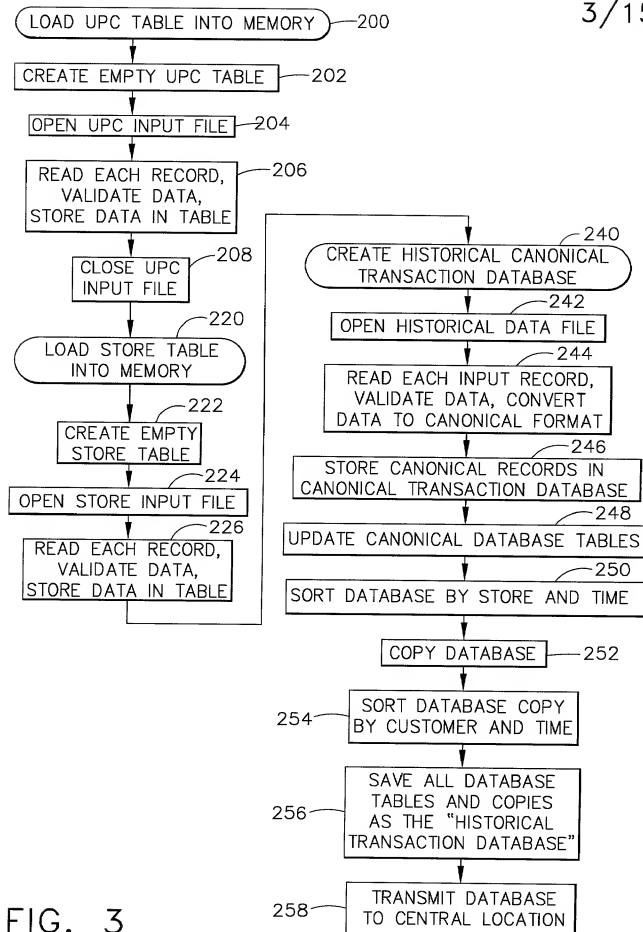 3/15
LOAD UPC TABLE INTO MEMORY
200
CREATE EMPTY UPC TABLE
202
OPEN UPC INPUT FILE
204
READ EACH RECORD,
VALIDATE DATA,
STORE DATA IN TABLE
206
CLOSE UPC
INPUT FILE
208
LOAD STORE TABLE
INTO MEMORY
220
CREATE EMPTY
STORE TABLE
222
OPEN STORE INPUT FILE
224
READ EACH RECORD,
VALIDATE DATA,
STORE DATA IN TABLE
226
CREATE HISTORICAL CANONICAL
TRANSACTION DATABASE
240
OPEN HISTORICAL DATA FILE
242
READ EACH INPUT RECORD,
VALIDATE DATA, CONVERT
DATA TO CANONICAL FORMAT
244
STORE CANONICAL RECORDS IN
CANONICAL TRANSACTION DATABASE
246
UPDATE CANONICAL DATABASE TABLES
248
SORT DATABASE BY STORE AND TIME
250
COPY DATABASE
252
SORT DATABASE COPY
BY CUSTOMER AND TIME
254
SAVE ALL DATABASE
TABLES AND COPIES
AS THE "HISTORICAL
TRANSACTION DATABASE"
256
TRANSMIT DATABASE
TO CENTRAL LOCATION
258
FIG. 3